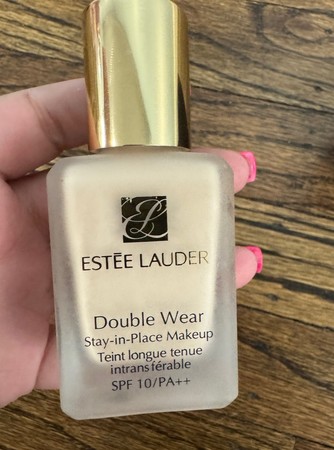 EL
ESTĒE LAUDER
Double Wear
Stay-in-Place Makeup
Teint longue tenue
intransférable
SPF 10/PA++